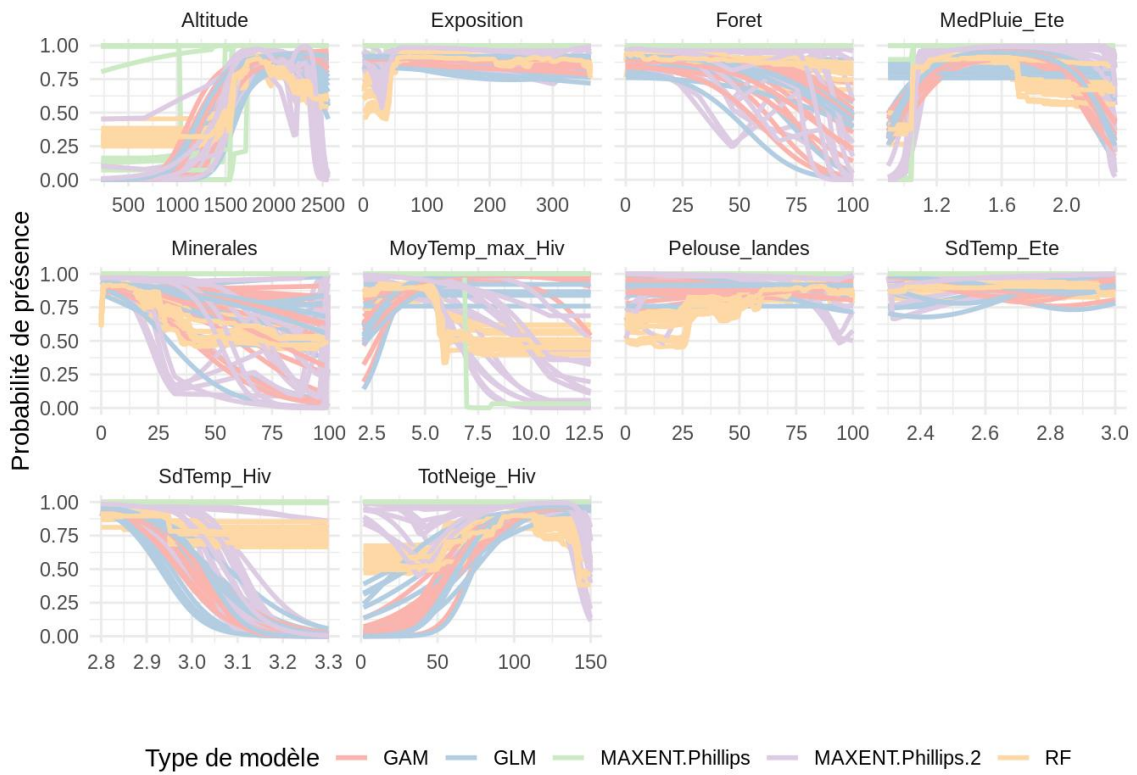 Altitude Exposition Foret MedPluie_Ete
1.00
0.75
0.50
0.25
0.00
500 1000 1500 2000 2500 0 100 200 300 0 25 50 75 100 1.2 1.6 2.0
Probabilité de présence
Minerales MoyTemp_max_Hiv Pelouse_landes SdTemp_Ete
1.00
0.75
0.50
0.25
0.00
0 25 50 75 100 2.5 5.0 7.5 10.0 12.5 0 25 50 75 100 2.4 2.6 2.8 3.0
SdTemp_Hiv TotNeige_Hiv
1.00
0.75
0.50
0.25
0.00
2.8 2.9 3.0 3.1 3.2 3.3 0 50 100 150
Type de modèle GAM GLM MAXENT.Phillips MAXENT.Phillips.2 RF